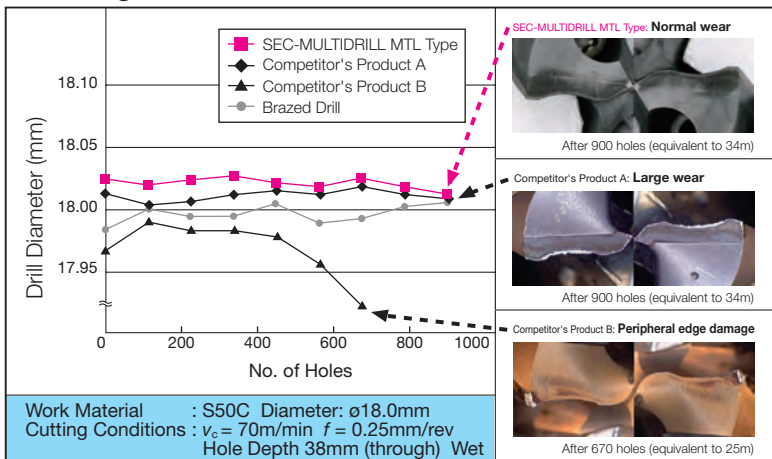 SEC-MULTIDRILL MTL Type
Competitor's Product A
Competitor's Product B
Brazed Drill
18.10
18.05
18.00
17.95
Drill Diameter (mm)
0 200 400 600 800 1000
No. of Holes
Work Material : S50C Diameter: ø18.0mm
Cutting Conditions : vc = 70m/min f = 0.25mm/rev
Hole Depth 38mm (through) Wet
SEC-MULTIDRILL MTL Type: Normal wear
After 900 holes (equivalent to 34m)
Competitor's Product A: Large wear
After 900 holes (equivalent to 34m)
Competitor's Product B: Peripheral edge damage
After 670 holes (equivalent to 25m)